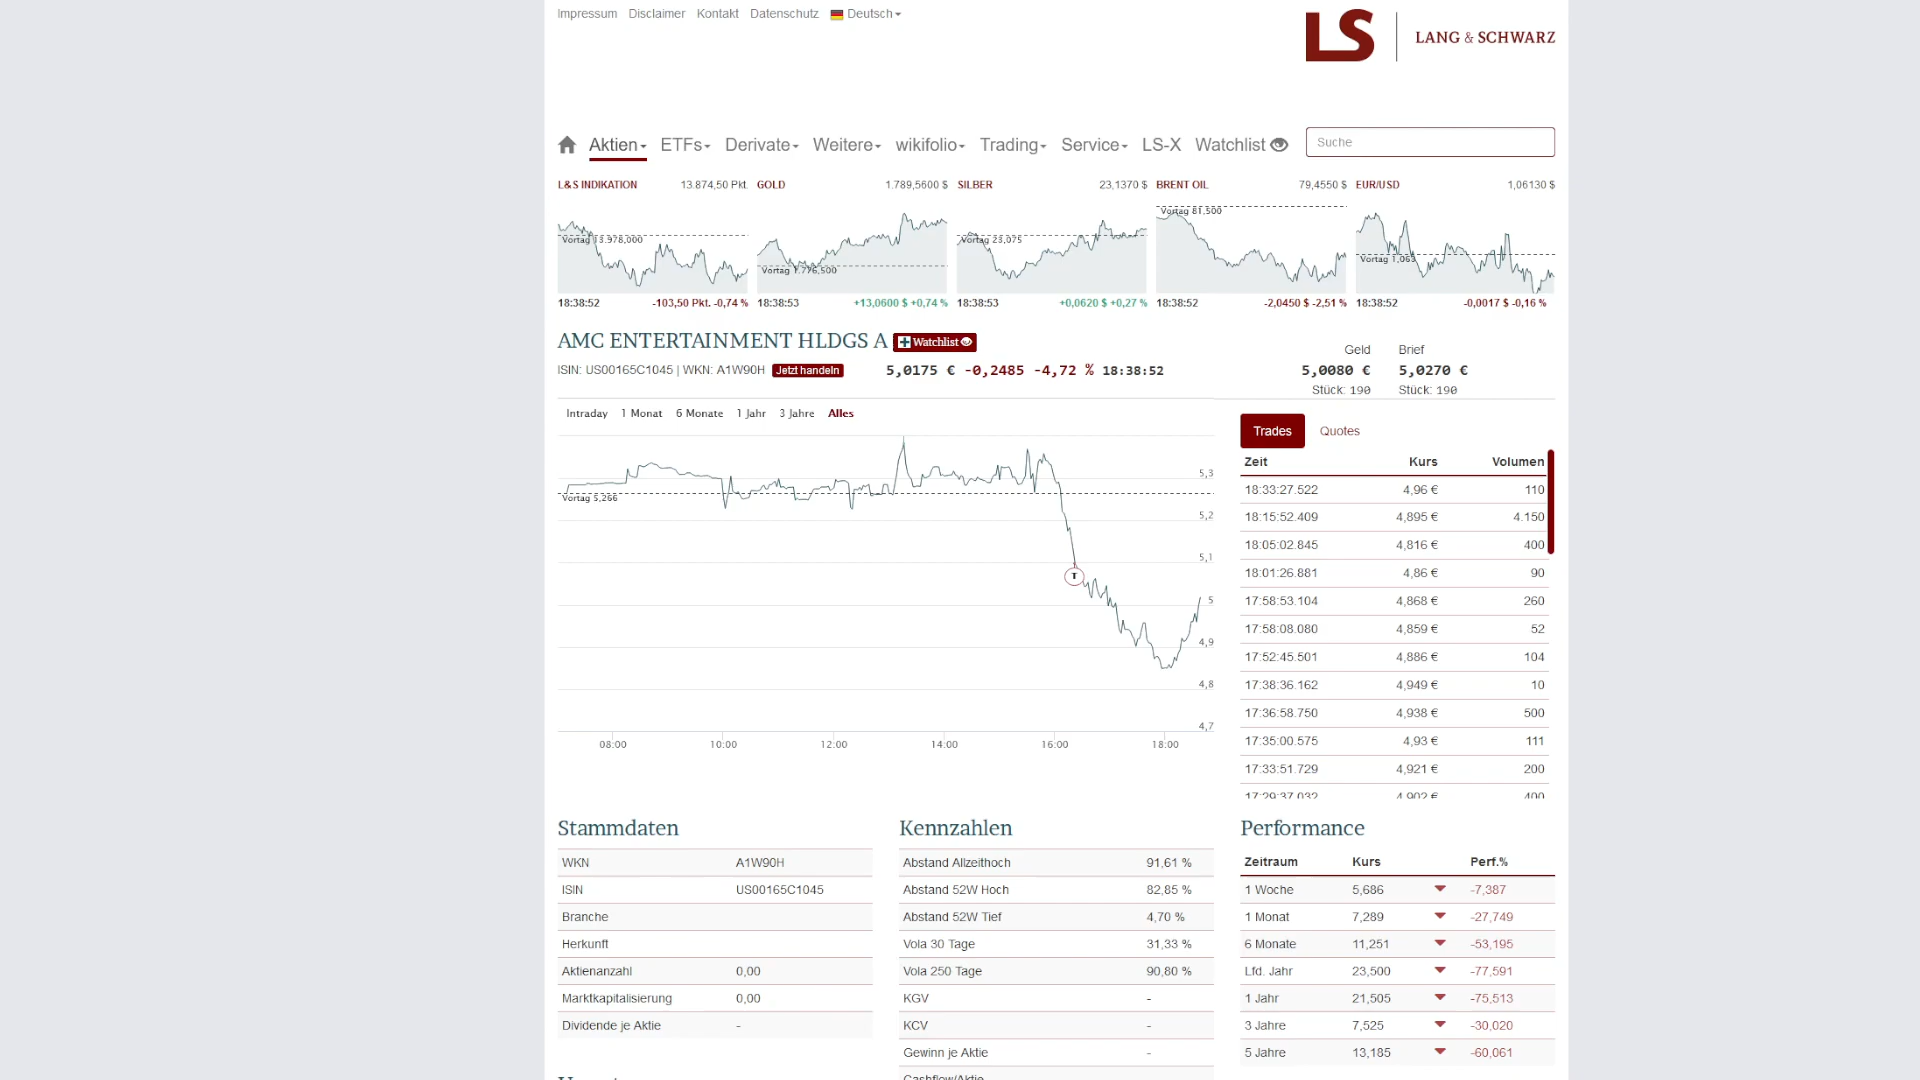 Impressum Disclaimer Kontakt Datenschutz Deutsch
LS LANG & SCHWARZ
Aktien ETFs Derivate Weitere wikifolio Trading Service LS-X Watchlist Suche
L&S INDIKATION 13.874,50 Pkt. GOLD 1.789,5600 $ SILBER 23,1370 $ BRENT OIL 79,4550 $ EUR/USD 1,06130 $
Vortag 13.978,000 Vortag 1.776,500 Vortag 23,075 Vortag 81,500 Vortag 1,063
18:38:52 -103,50 Pkt. -0,74 % 18:38:53 +13,0600 $ +0,74 % 18:38:53 +0,0620 $ +0,27 % 18:38:52 -2,0450 $ -2,51 % 18:38:52 -0,0017 $ -0,16 %
AMC ENTERTAINMENT HLDGS A Watchlist
Geld Brief
ISIN: US00165C1045 | WKN: A1W90H Jetzt handeln 5,0175 € -0,2485 -4,72 % 18:38:52 5,0080 € 5,0270 €
Stück: 190 Stück: 190
Intraday 1 Monat 6 Monate 1 Jahr 3 Jahre Alles
Vortag 5,266
T
5,3
5,2
5,1
5
4,9
4,8
4,7
08:00 10:00 12:00 14:00 16:00 18:00
Trades Quotes
Zeit Kurs Volumen
18:33:27.522 4,96 € 110
18:15:52.409 4,895 € 4.150
18:05:02.845 4,816 € 400
18:01:26.881 4,86 € 90
17:58:53.104 4,868 € 260
17:58:08.080 4,859 € 52
17:52:45.501 4,886 € 104
17:38:36.162 4,949 € 10
17:36:58.750 4,938 € 500
17:35:00.575 4,93 € 111
17:33:51.729 4,921 € 200
17:29:37.032 4,902 € 400
Stammdaten
WKN A1W90H
ISIN US00165C1045
Branche
Herkunft
Aktienanzahl 0,00
Marktkapitalisierung 0,00
Dividende je Aktie -
Kennzahlen
Abstand Allzeithoch 91,61 %
Abstand 52W Hoch 82,85 %
Abstand 52W Tief 4,70 %
Vola 30 Tage 31,33 %
Vola 250 Tage 90,80 %
KGV -
KCV -
Gewinn je Aktie -
Cashflow/Aktie
Performance
Zeitraum Kurs Perf.%
1 Woche 5,686 -7,387
1 Monat 7,289 -27,749
6 Monate 11,251 -53,195
Lfd. Jahr 23,500 -77,591
1 Jahr 21,505 -75,513
3 Jahre 7,525 -30,020
5 Jahre 13,185 -60,061